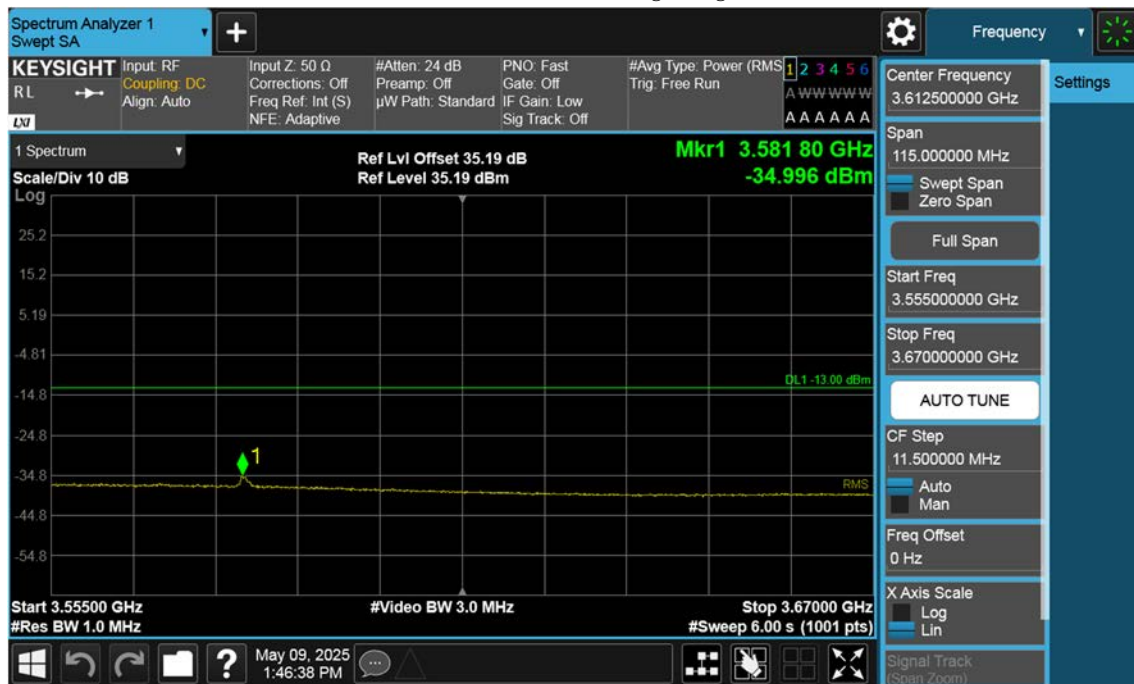 Spectrum Analyzer 1
Swept SA
+
Frequency
KEYSIGHT
RL
LXI
Input: RF
Coupling: DC
Align: Auto
Input Z: 50 Ω
Corrections: Off
Freq Ref: Int (S)
NFE: Adaptive
#Atten: 24 dB
Preamp: Off
µW Path: Standard
PNO: Fast
Gate: Off
IF Gain: Low
Sig Track: Off
#Avg Type: Power (RMS
Trig: Free Run
1 2 3 4 5 6
A W W W W W
A A A A A A
1 Spectrum
Scale/Div 10 dB
Ref Lvl Offset 35.19 dB
Ref Level 35.19 dBm
Mkr1 3.581 80 GHz
-34.996 dBm
Log
25.2
15.2
5.19
-4.81
DL1 -13.00 dBm
-14.8
-24.8
1
-34.8
RMS
-44.8
-54.8
Start 3.55500 GHz
#Video BW 3.0 MHz
Stop 3.67000 GHz
#Res BW 1.0 MHz
#Sweep 6.00 s (1001 pts)
Center Frequency
3.612500000 GHz
Settings
Span
115.000000 MHz
Swept Span
Zero Span
Full Span
Start Freq
3.555000000 GHz
Stop Freq
3.670000000 GHz
AUTO TUNE
CF Step
11.500000 MHz
Auto
Man
Freq Offset
0 Hz
X Axis Scale
Log
Lin
Signal Track
(Span Zoom)
?
May 09, 2025
1:46:38 PM